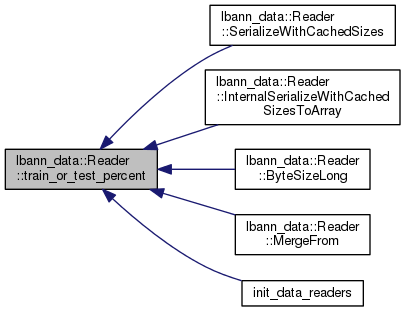 lbann_data::Reader
::SerializeWithCachedSizes
lbann_data::Reader
::InternalSerializeWithCached
SizesToArray
lbann_data::Reader
::train_or_test_percent
lbann_data::Reader
::ByteSizeLong
lbann_data::Reader
::MergeFrom
init_data_readers